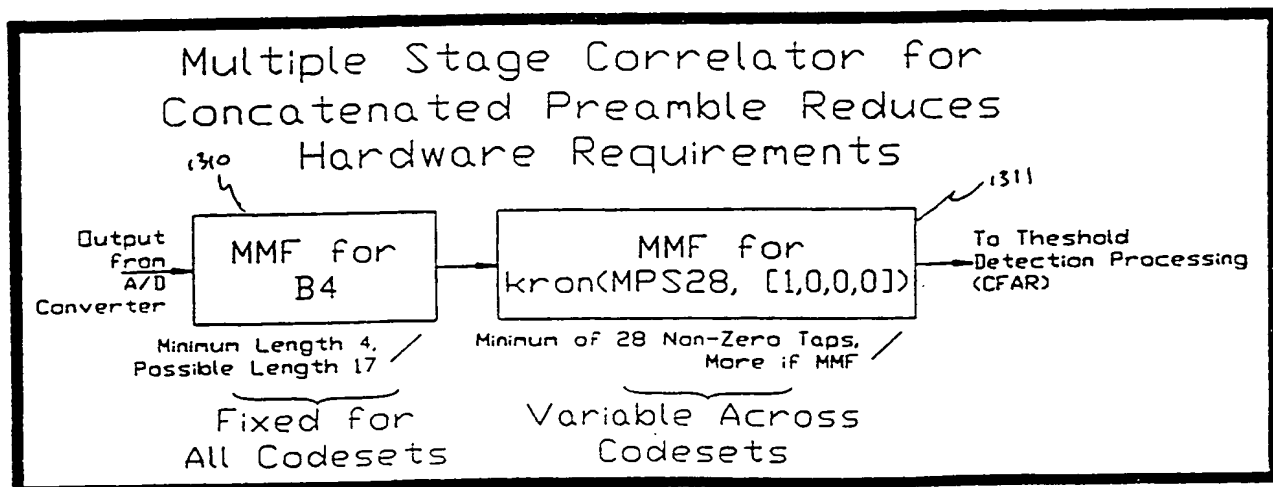 Multiple Stage Correlator for
Concatenated Preamble Reduces
Hardware Requirements
1310
1311
Output
from
A/D
Converter
MMF for
B4
MMF for
kron(MPS28, [1,0,0,0])
To Theshold
Detection Processing
(CFAR)
Minimum Length 4,
Possible Length 17
Minimum of 28 Non-Zero Taps,
More if MMF
Fixed for
All Codesets
Variable Across
Codesets